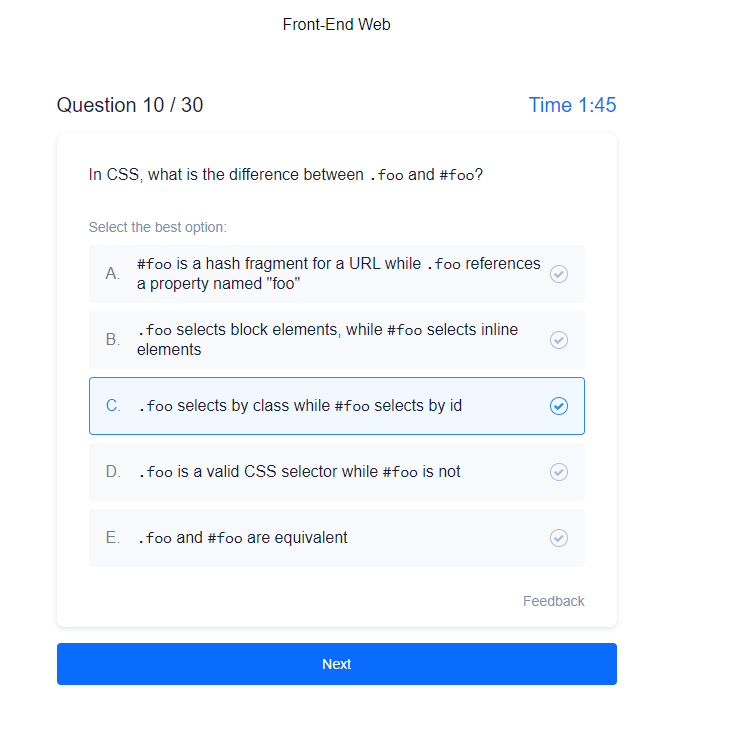 Front-End Web
Question 10 / 30
Time 1:45
In CSS, what is the difference between .foo and #foo?
Select the best option:
A.
#foo is a hash fragment for a URL while .foo references
a property named "foo"
B.
.foo selects block elements, while #foo selects inline
elements
C.
.foo selects by class while #foo selects by id
D.
.foo is a valid CSS selector while #foo is not
E.
.foo and #foo are equivalent
Feedback
Next